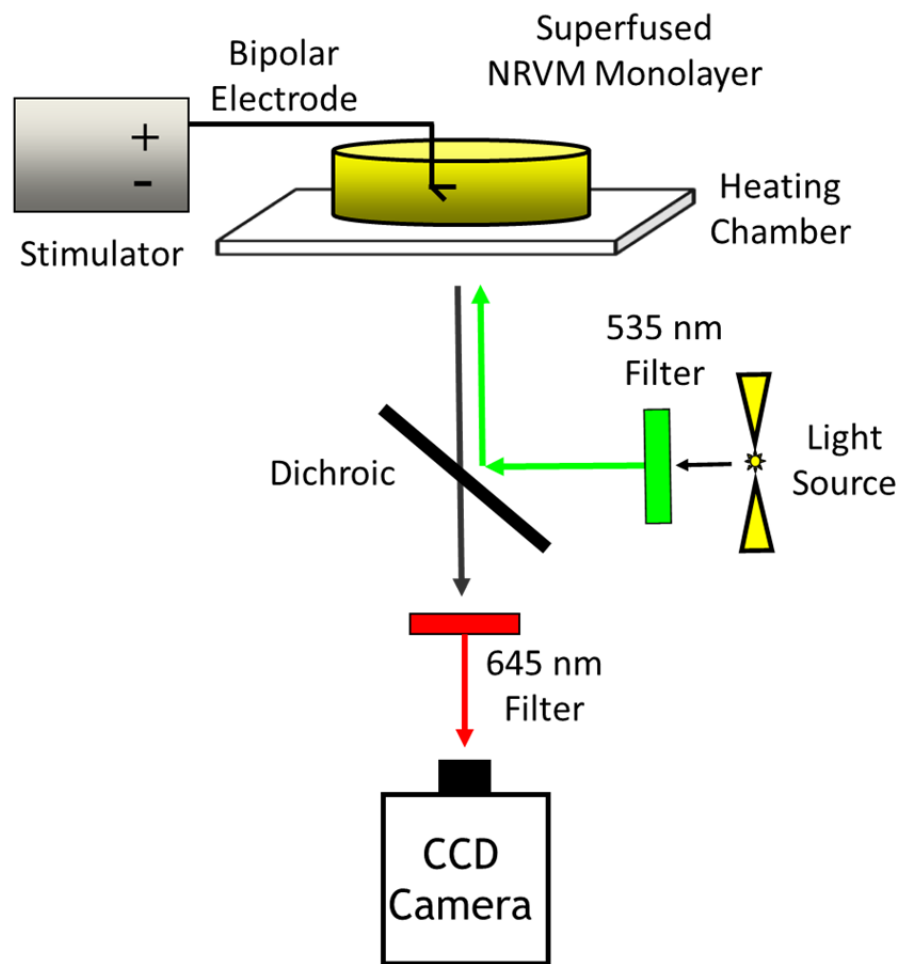 Superfused
NRVM Monolayer
Bipolar
Electrode
+
-
Stimulator
Heating
Chamber
535 nm
Filter
Light
Source
Dichroic
645 nm
Filter
CCD
Camera